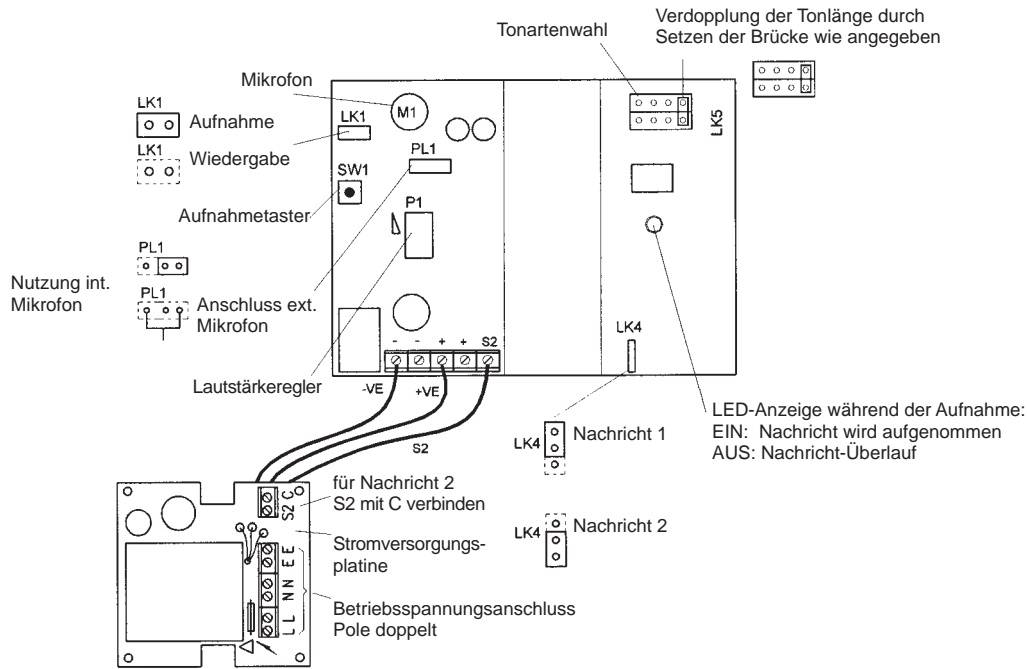 Tonartenwahl
Verdopplung der Tonlänge durch
Setzen der Brücke wie angegeben
Mikrofon
M1
LK1
Aufnahme
LK1
Wiedergabe
LK1
PL1
LK5
SW1
Aufnahmetaster
P1
PL1
Nutzung int.
Mikrofon
PL1
Anschluss ext.
Mikrofon
LK4
- - + + S2
Lautstärkeregler
-VE
+VE
S2
LED-Anzeige während der Aufnahme:
EIN: Nachricht wird aufgenommen
AUS: Nachricht-Überlauf
LK4
Nachricht 1
LK4
Nachricht 2
S2 C
für Nachricht 2
S2 mit C verbinden
Stromversorgungs-
platine
L L N N E E
Betriebsspannungsanschluss
Pole doppelt